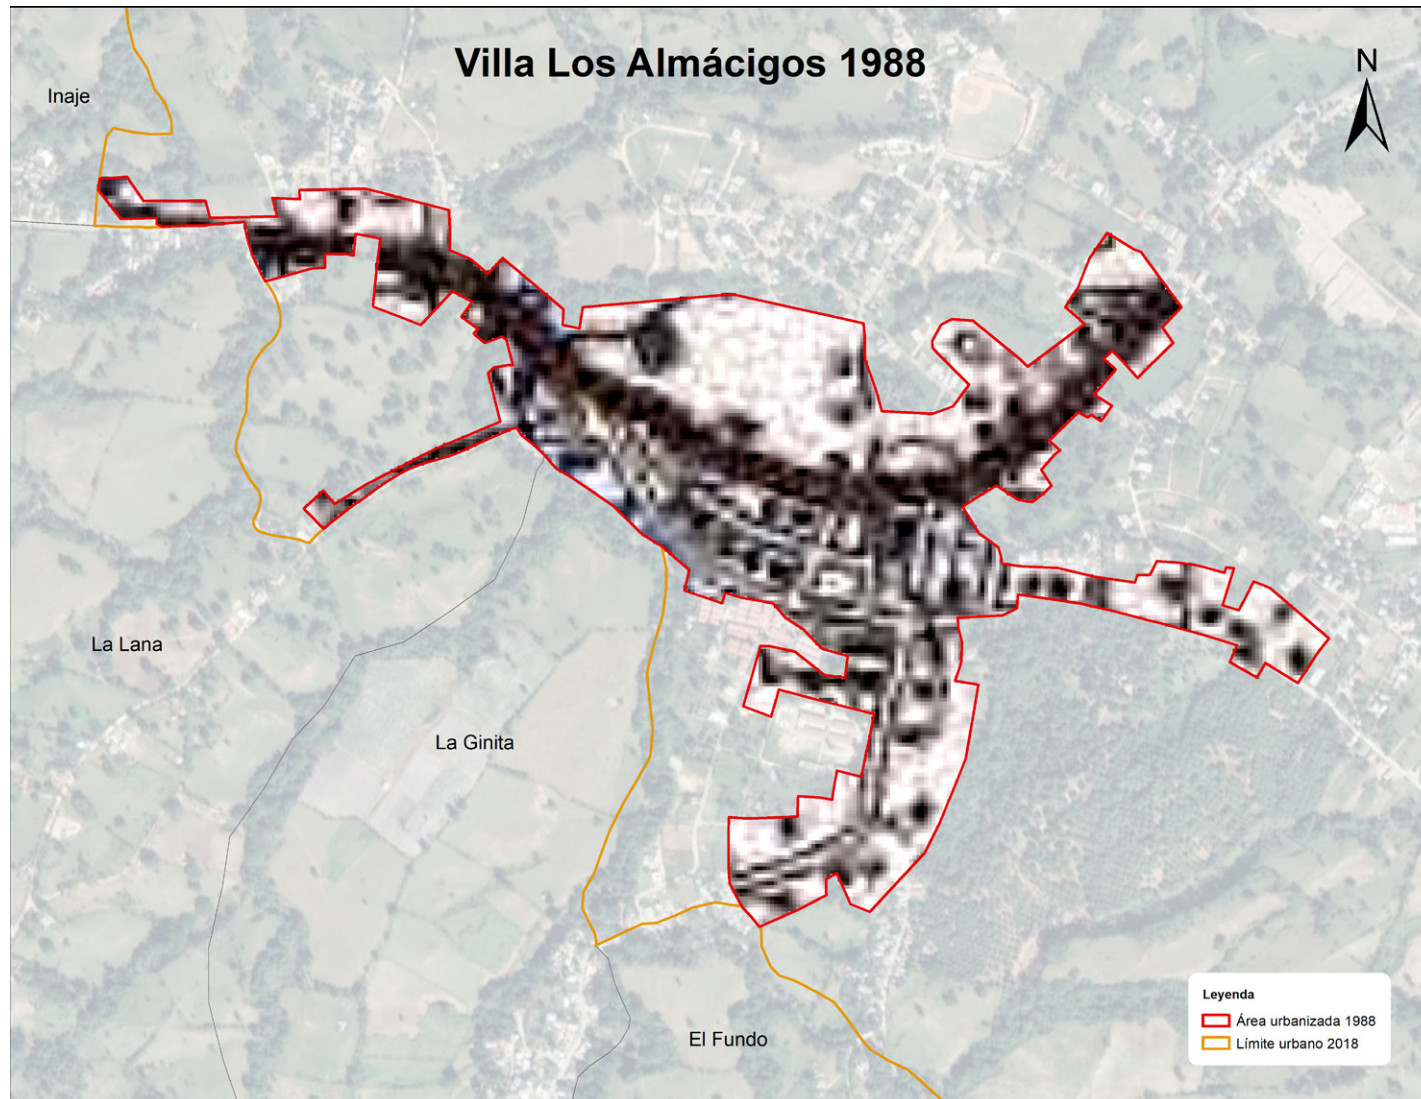 Villa Los Almácigos 1988
N
Inaje
La Lana
La Ginita
El Fundo
Leyenda
Área urbanizada 1988
Límite urbano 2018